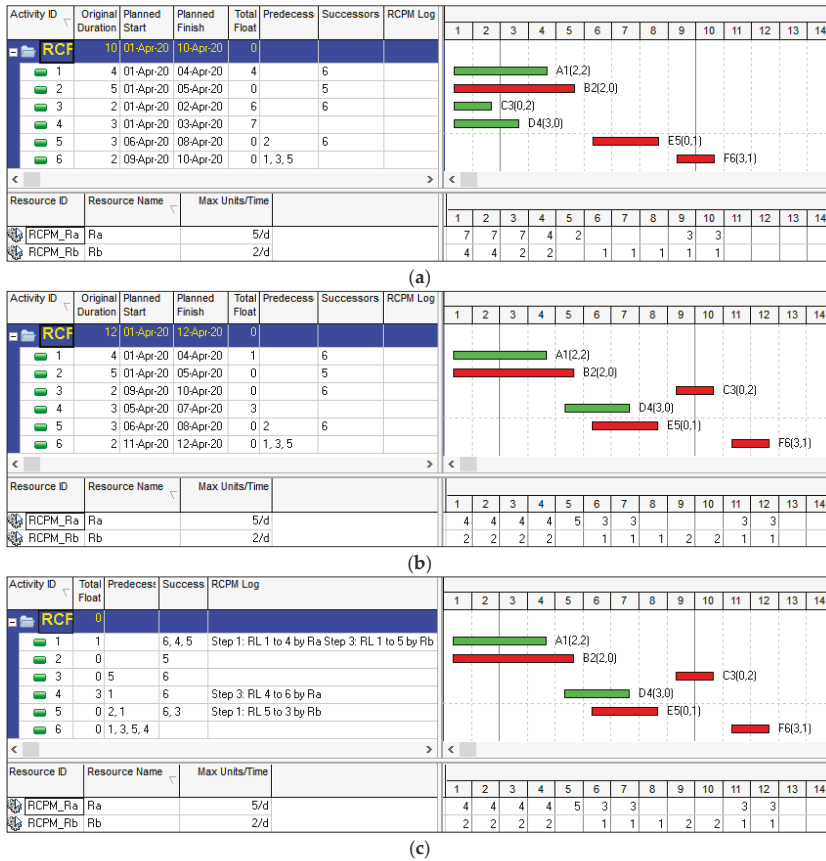 Activity ID Original Duration Planned Start Planned Finish Total Float Predecess Successors RCPM Log 1 2 3 4 5 6 7 8 9 10 11 12 13 14
RCF 10 01-Apr-20 10-Apr-20 0
1 4 01-Apr-20 04-Apr-20 4 6 A1(2,2)
2 5 01-Apr-20 05-Apr-20 0 5 B2(2,0)
3 2 01-Apr-20 02-Apr-20 6 6 C3(0,2)
4 3 01-Apr-20 03-Apr-20 7 D4(3,0)
5 3 06-Apr-20 08-Apr-20 0 2 6 E5(0,1)
6 2 09-Apr-20 10-Apr-20 0 1, 3, 5 F6(3,1)
Resource ID Resource Name Max Units/Time 1 2 3 4 5 6 7 8 9 10 11 12 13 14
RCPM_Ra Ra 5/d 7 7 7 4 2 3 3
RCPM_Rb Rb 2/d 4 4 2 2 1 1 1 1 1
(a)
Activity ID Original Duration Planned Start Planned Finish Total Float Predecess Successors RCPM Log 1 2 3 4 5 6 7 8 9 10 11 12 13 14
RCF 12 01-Apr-20 12-Apr-20 0
1 4 01-Apr-20 04-Apr-20 1 6 A1(2,2)
2 5 01-Apr-20 05-Apr-20 0 5 B2(2,0)
3 2 09-Apr-20 10-Apr-20 0 6 C3(0,2)
4 3 05-Apr-20 07-Apr-20 3 D4(3,0)
5 3 06-Apr-20 08-Apr-20 0 2 6 E5(0,1)
6 2 11-Apr-20 12-Apr-20 0 1, 3, 5 F6(3,1)
Resource ID Resource Name Max Units/Time 1 2 3 4 5 6 7 8 9 10 11 12 13 14
RCPM_Ra Ra 5/d 4 4 4 4 5 3 3 3 3
RCPM_Rb Rb 2/d 2 2 2 2 1 1 1 2 2 1 1
(b)
Activity ID Total Float Predeces: Success RCPM Log 1 2 3 4 5 6 7 8 9 10 11 12 13 14
RCF 0
1 1 6, 4, 5 Step 1: RL 1 to 4 by Ra Step 3: RL 1 to 5 by Rb A1(2,2)
2 0 5 B2(2,0)
3 0 5 6 C3(0,2)
4 3 1 6 Step 3: RL 4 to 6 by Ra D4(3,0)
5 0 2, 1 6, 3 Step 1: RL 5 to 3 by Rb E5(0,1)
6 0 1, 3, 5, 4 F6(3,1)
Resource ID Resource Name Max Units/Time 1 2 3 4 5 6 7 8 9 10 11 12 13 14
RCPM_Ra Ra 5/d 4 4 4 4 5 3 3 3 3
RCPM_Rb Rb 2/d 2 2 2 2 1 1 1 2 2 1 1
(c)